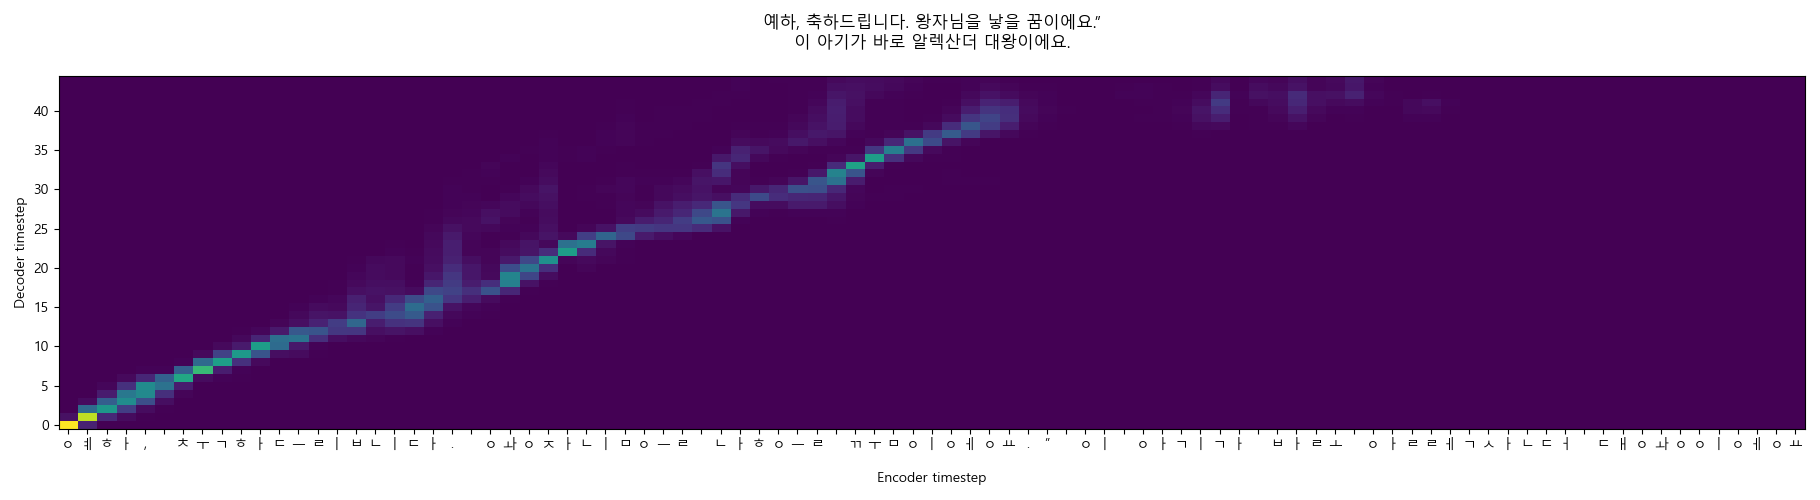 예하, 축하드립니다. 왕자님을 낳을 꿈이에요.”
이 아기가 바로 알렉산더 대왕이에요.
40
35
30
25
20
15
10
5
0
Decoder timestep
ㅇ ㅖ ㅎ ㅏ , ㅊ ㅜ ㄱ ㅎ ㅏ ㄷ ㅡ ㄹ ㅣ ㅂ ㄴ ㅣ ㄷ ㅏ . ㅇ ㅘ ㅇ ㅈ ㅏ ㄴ ㅣ ㅁ ㅇ ㅡ ㄹ ㄴ ㅏ ㅎ ㅇ ㅡ ㄹ ㄲ ㅜ ㅁ ㅇ ㅣ ㅇ ㅔ ㅇ ㅛ . ” ㅇ ㅣ ㅇ ㅏ ㄱ ㅣ ㄱ ㅏ ㅂ ㅏ ㄹ ㅗ ㅇ ㅏ ㄹ ㄹ ㅔ ㄱ ㅅ ㅏ ㄴ ㄷ ㅓ ㄷ ㅐ ㅇ ㅘ ㅇ ㅇ ㅣ ㅇ ㅔ ㅇ ㅛ
Encoder timestep